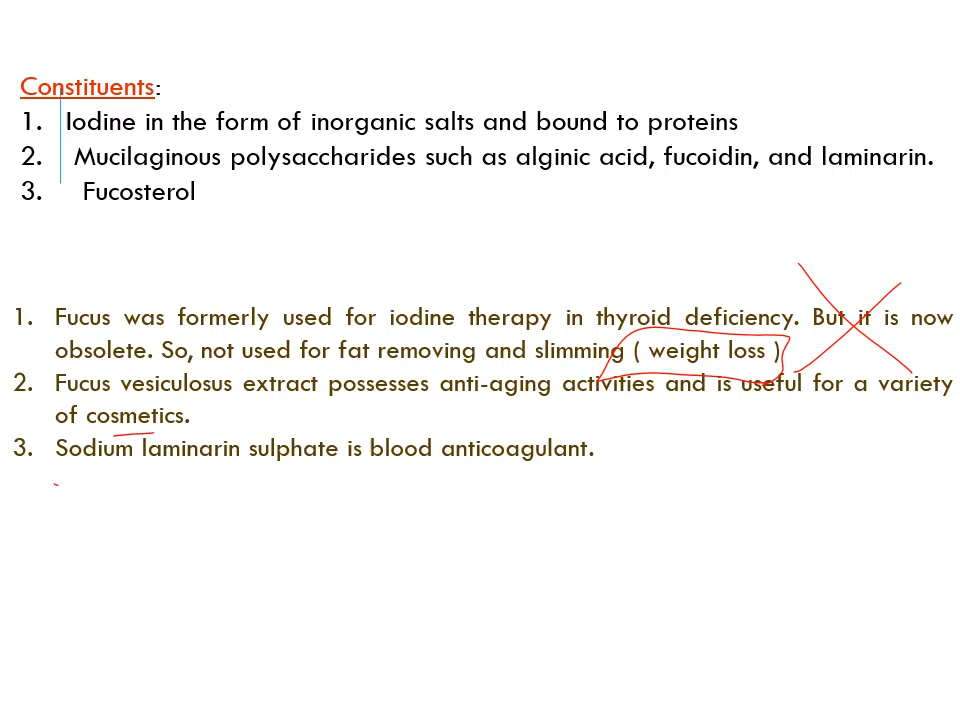 Constituents:
1. Iodine in the form of inorganic salts and bound to proteins
2. Mucilaginous polysaccharides such as alginic acid, fucoidin, and laminarin.
3. Fucosterol
1. Fucus was formerly used for iodine therapy in thyroid deficiency. But it is now
obsolete. So, not used for fat removing and slimming ( weight loss )
2. Fucus vesiculosus extract possesses anti-aging activities and is useful for a variety
of cosmetics.
3. Sodium laminarin sulphate is blood anticoagulant.